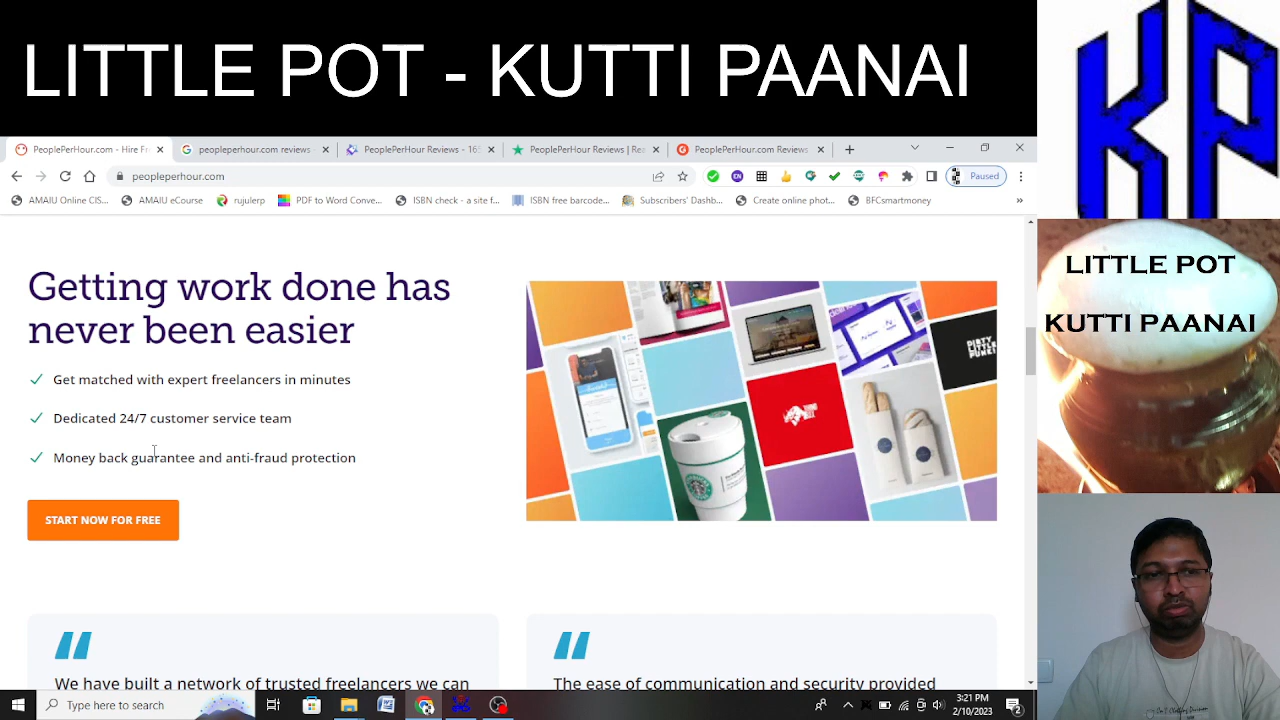 LITTLE POT - KUTTI PAANAI
KP
PeoplePerHour.com - Hire Fr
peopleperhour.com reviews
PeoplePerHour Reviews - 165
PeoplePerHour Reviews | Rea
PeoplePerHour.com Reviews
peopleperhour.com
Paused
AMAIU Online CIS...
AMAIU eCourse
rujulerp
PDF to Word Conve...
ISBN check - a site f...
ISBN free barcode...
Subscribers' Dashb...
Create online phot...
BFCsmartmoney
LITTLE POT
KUTTI PAANAI
Getting work done has
never been easier
Get matched with expert freelancers in minutes
Dedicated 24/7 customer service team
Money back guarantee and anti-fraud protection
START NOW FOR FREE
We have built a network of trusted freelancers we can
The ease of communication and security provided
Type here to search
3:21 PM
2/10/2023
2